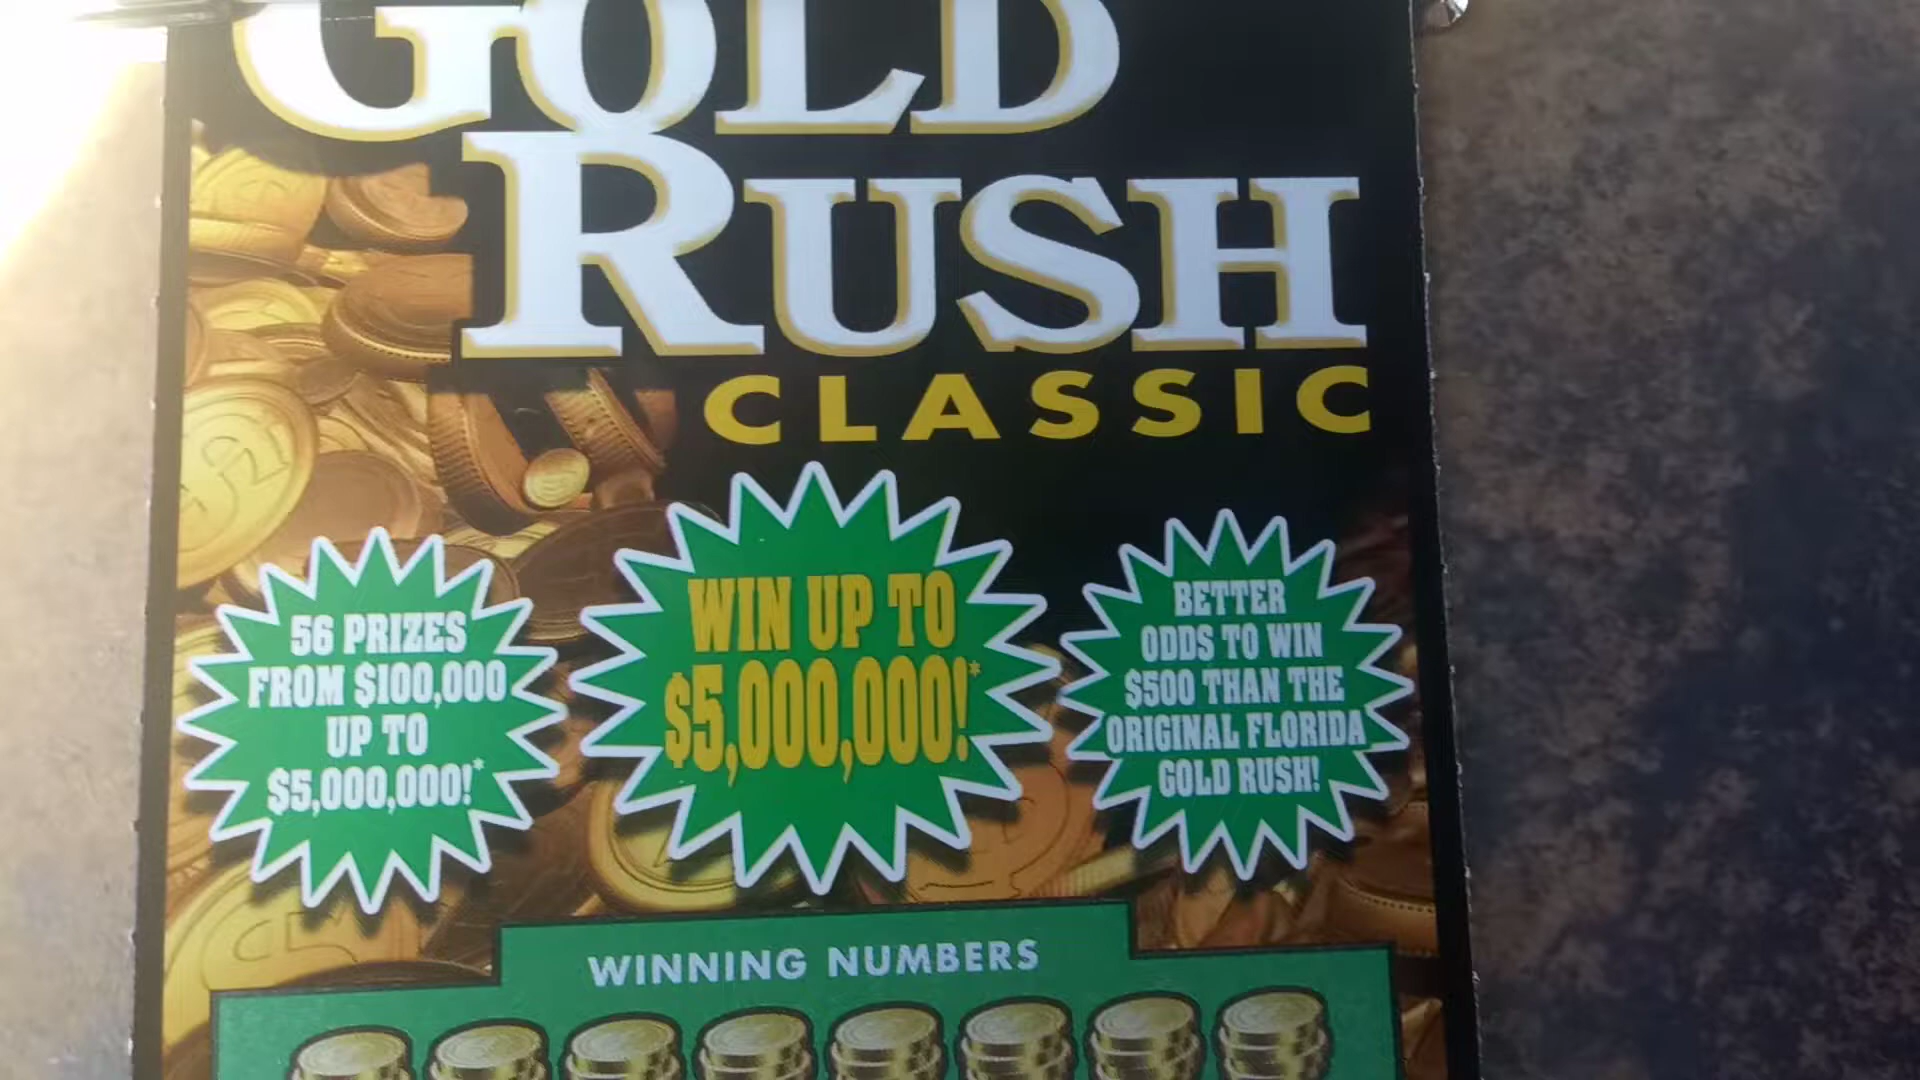 GOLD
RUSH
CLASSIC
56 PRIZES
FROM $100,000
UP TO
$5,000,000!*
WIN UP TO
$5,000,000!*
BETTER
ODDS TO WIN
$500 THAN THE
ORIGINAL FLORIDA
GOLD RUSH!
WINNING NUMBERS